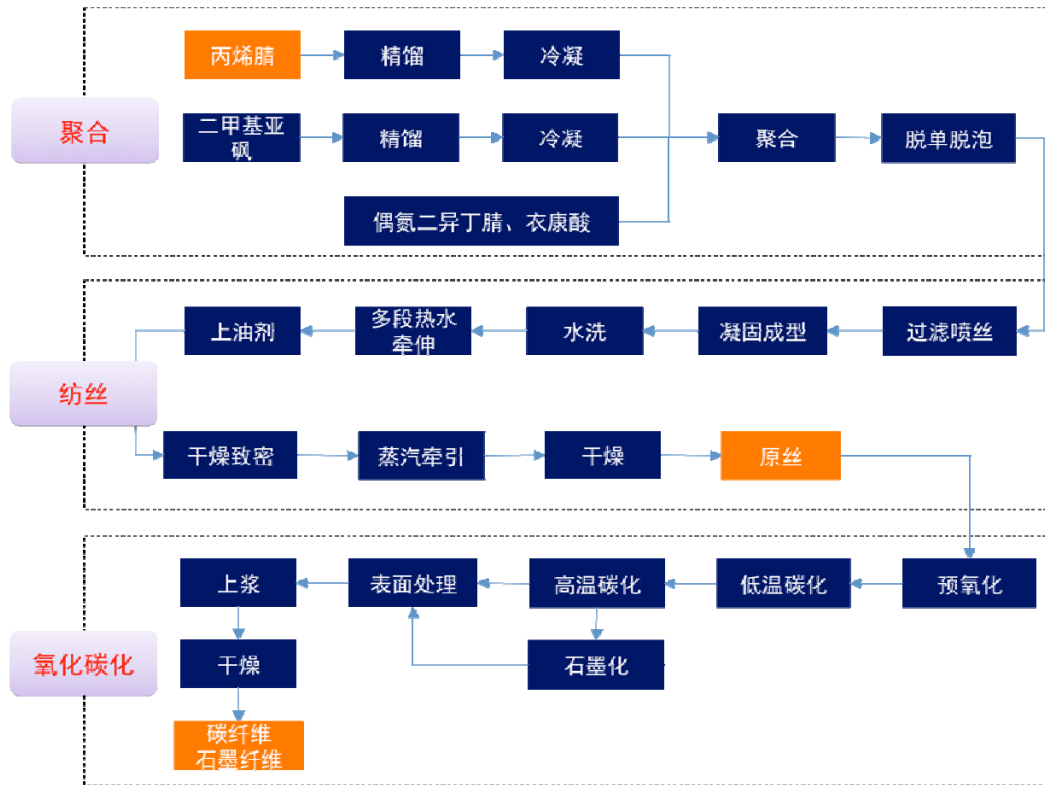 丙烯腈
精馏
冷凝
聚合
二甲基亚
砜
精馏
冷凝
聚合
脱单脱泡
偶氮二异丁腈、衣康酸
上油剂
多段热水
牵伸
水洗
凝固成型
过滤喷丝
纺丝
干燥致密
蒸汽牵引
干燥
原丝
上浆
表面处理
高温碳化
低温碳化
预氧化
氧化碳化
干燥
石墨化
碳纤维
石墨纤维